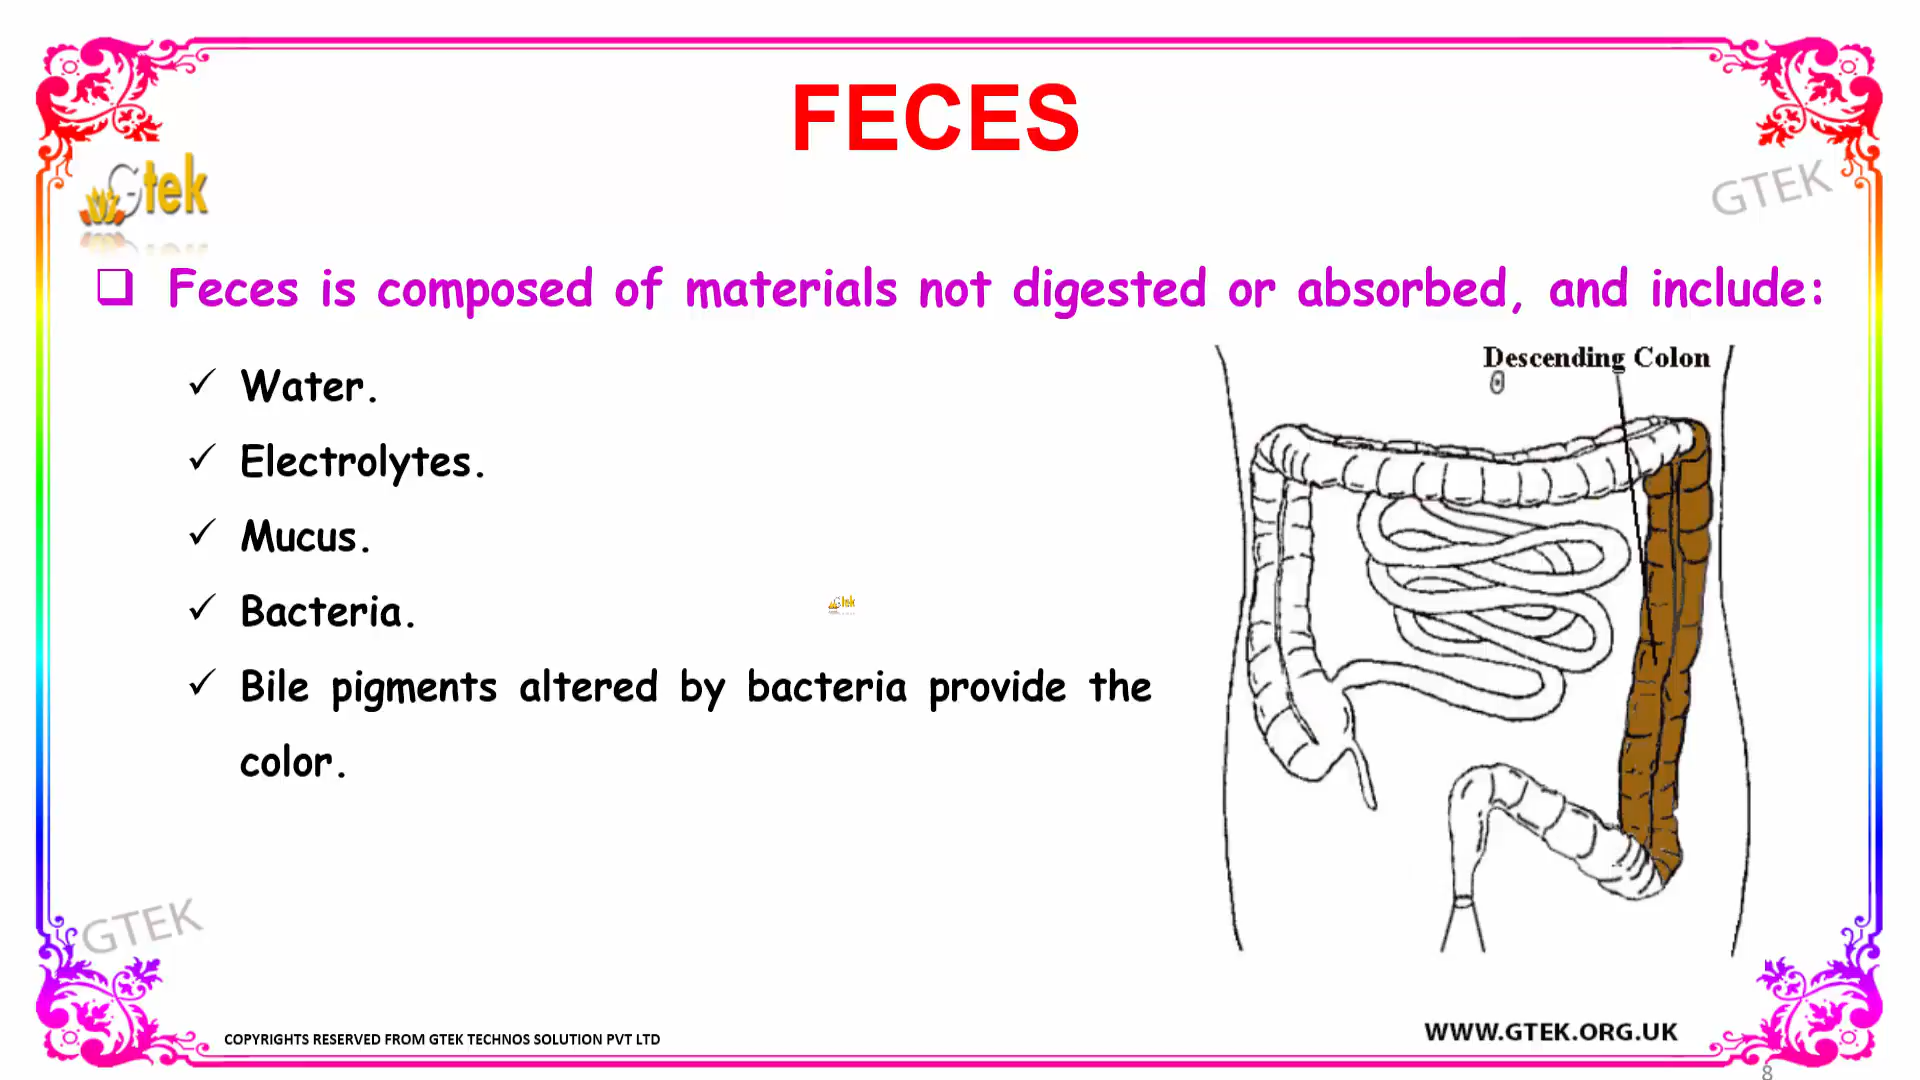 FECES
Gtek
GTEK
❑ Feces is composed of materials not digested or absorbed, and include:
✓ Water.
✓ Electrolytes.
✓ Mucus.
✓ Bacteria.
✓ Bile pigments altered by bacteria provide the
color.
Descending Colon
Gtek
GTEK
COPYRIGHTS RESERVED FROM GTEK TECHNOS SOLUTION PVT LTD
WWW.GTEK.ORG.UK
8